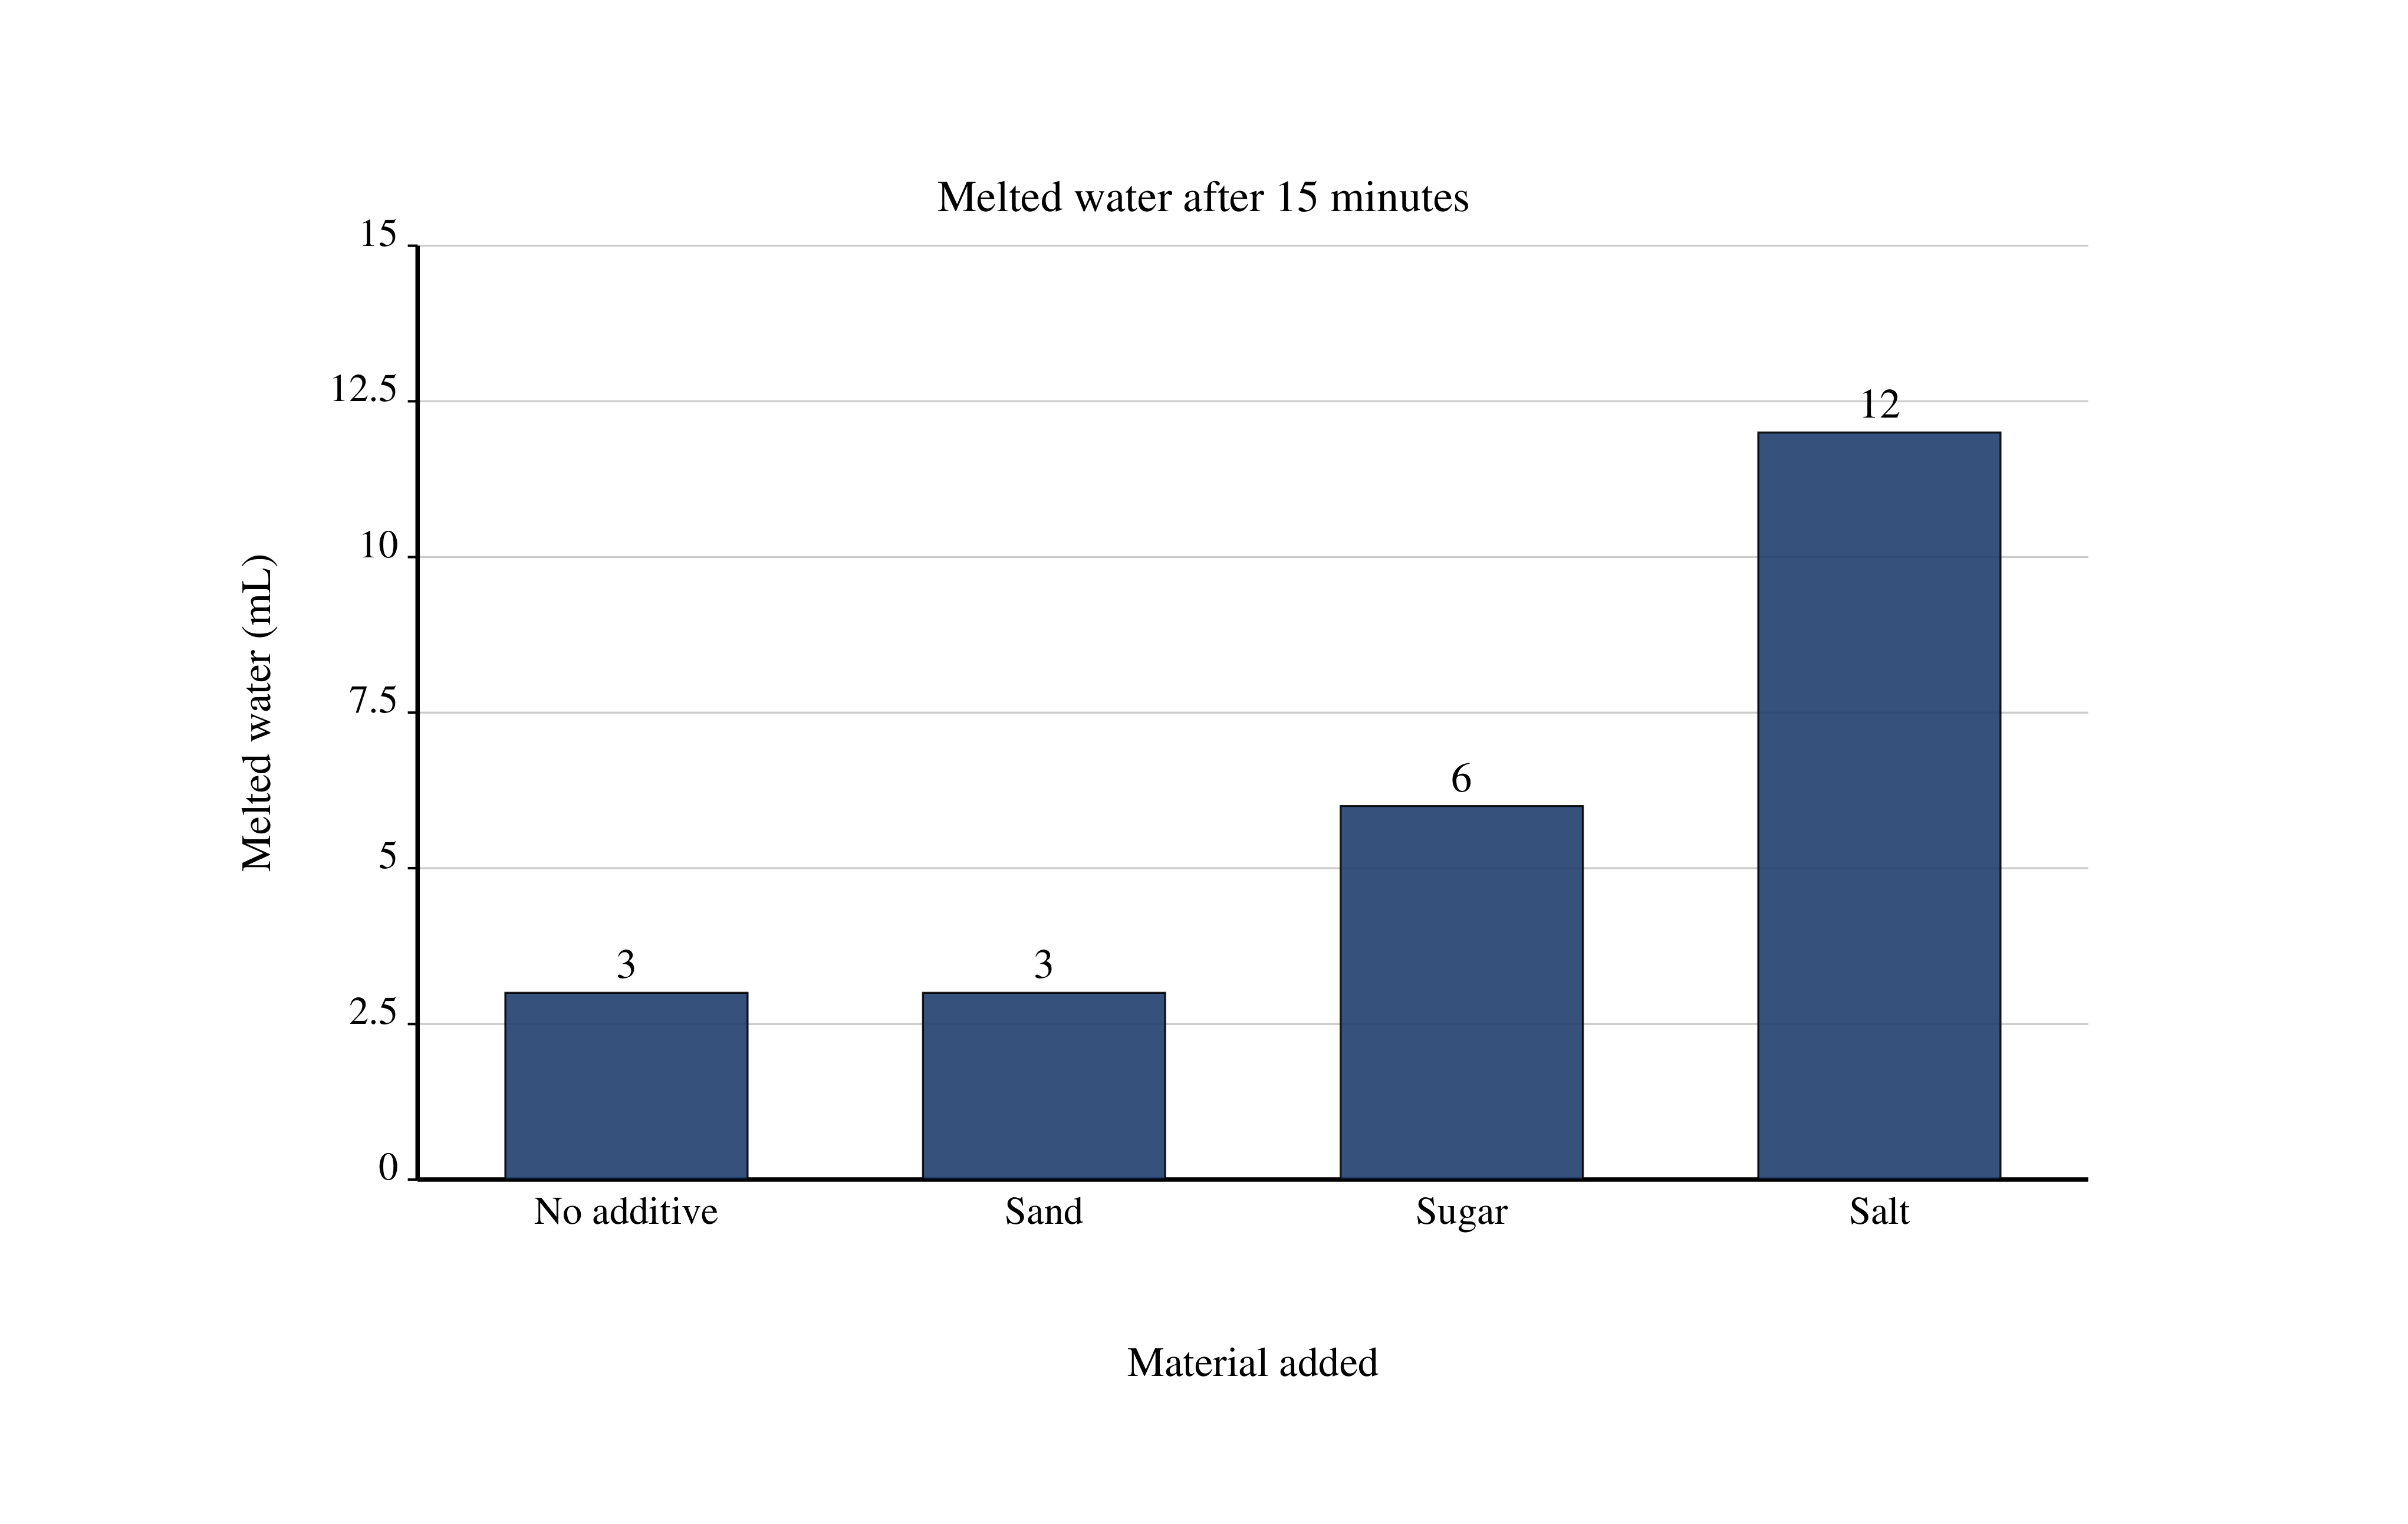 Melted water after 15 minutes
15
12.5
10
7.5
5
2.5
0
Melted water (mL)
3
3
6
12
No additive Sand Sugar Salt
Material added